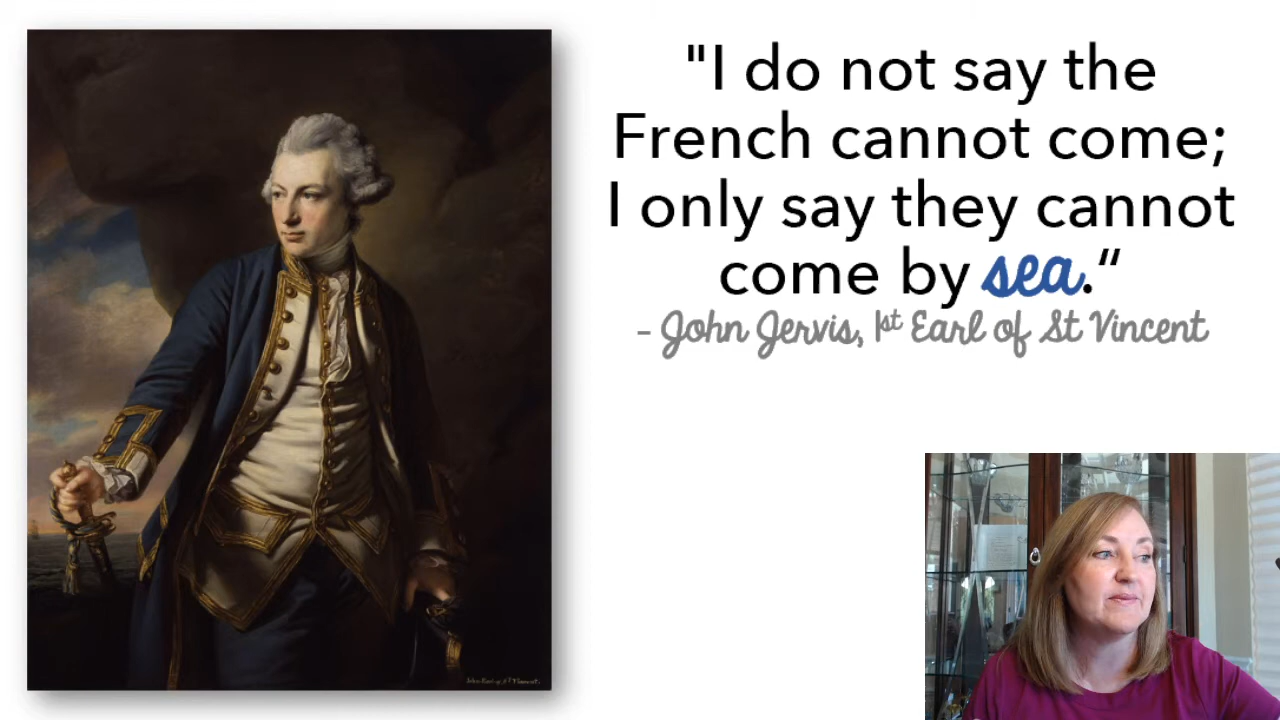 "I do not say the
French cannot come;
I only say they cannot
come by sea.“
- John Jervis, 1st Earl of St Vincent